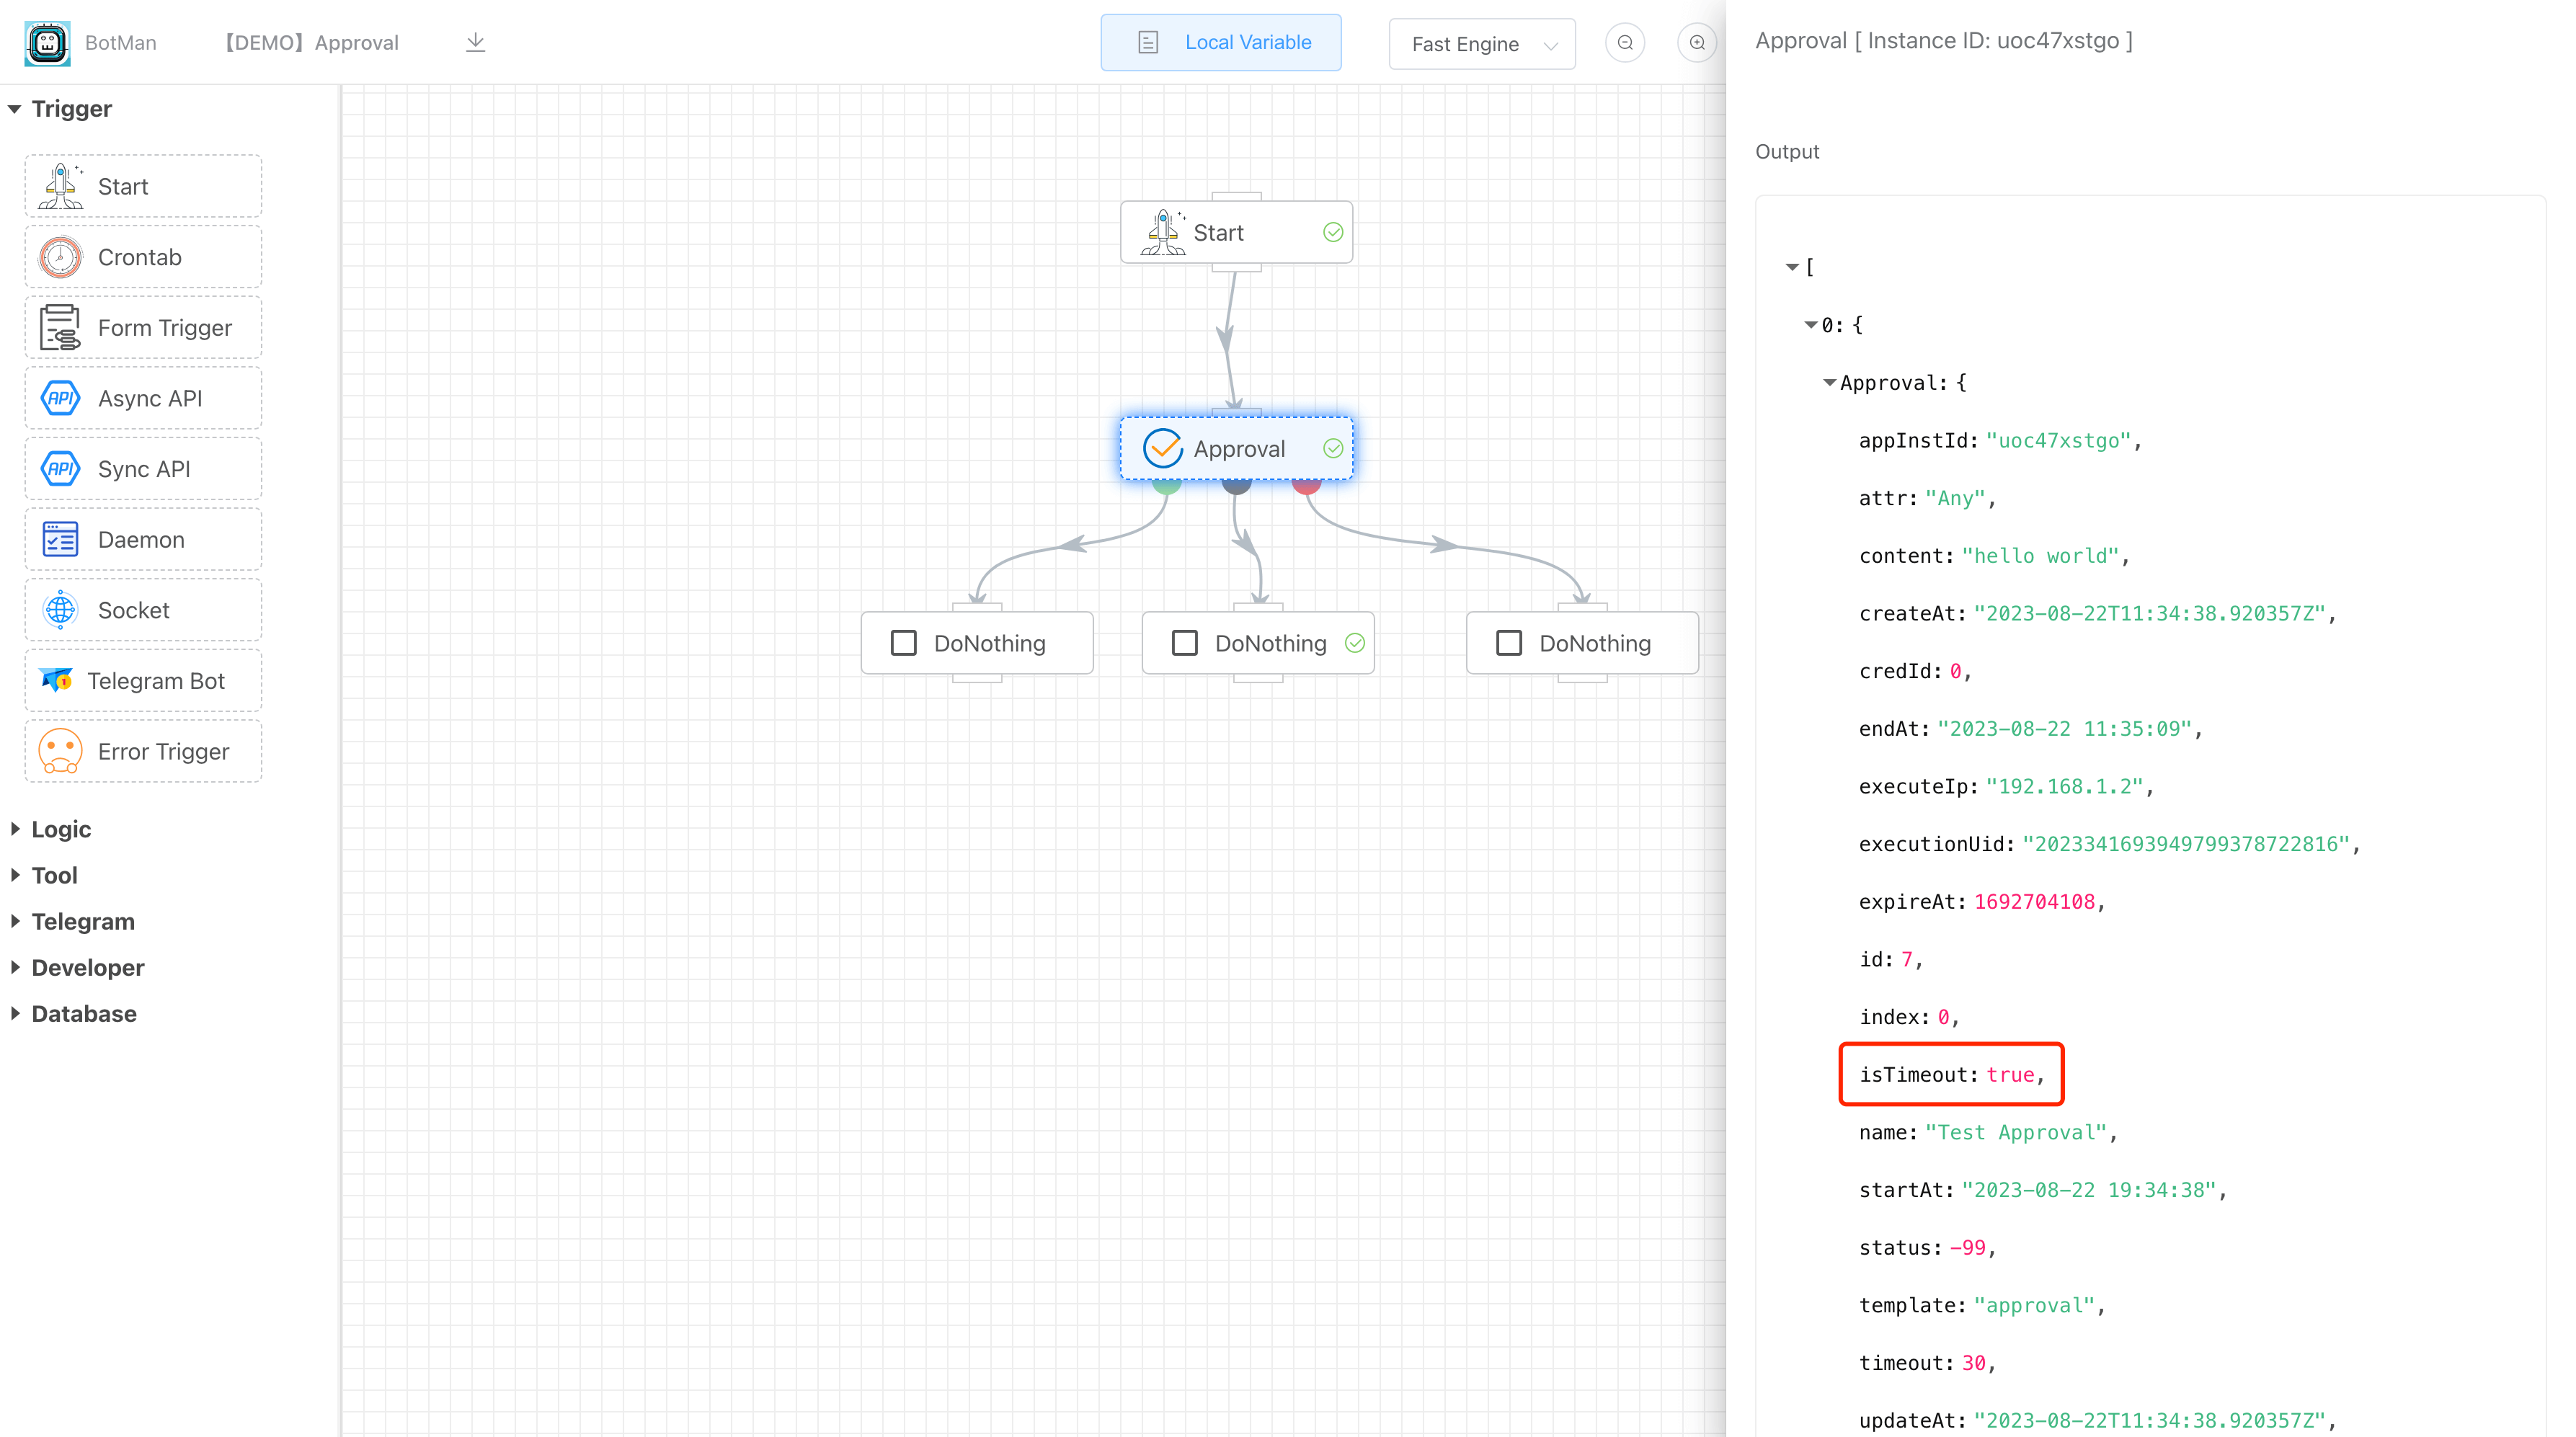 BotMan
【DEMO】Approval
Local Variable
Fast Engine
Trigger
Start
Crontab
Form Trigger
API
Async API
API
Sync API
Daemon
Socket
1
Telegram Bot
Error Trigger
Logic
Tool
Telegram
Developer
Database
Start
Approval
DoNothing
DoNothing
DoNothing
Approval [ Instance ID: uoc47xstgo ]
Output
[
0: {
Approval: {
appInstId: "uoc47xstgo",
attr: "Any",
content: "hello world",
createAt: "2023-08-22T11:34:38.920357Z",
credId: 0,
endAt: "2023-08-22 11:35:09",
executeIp: "192.168.1.2",
executionUid: "2023341693949799378722816",
expireAt: 1692704108,
id: 7,
index: 0,
isTimeout: true,
name: "Test Approval",
startAt: "2023-08-22 19:34:38",
status: -99,
template: "approval",
timeout: 30,
updateAt: "2023-08-22T11:34:38.920357Z",